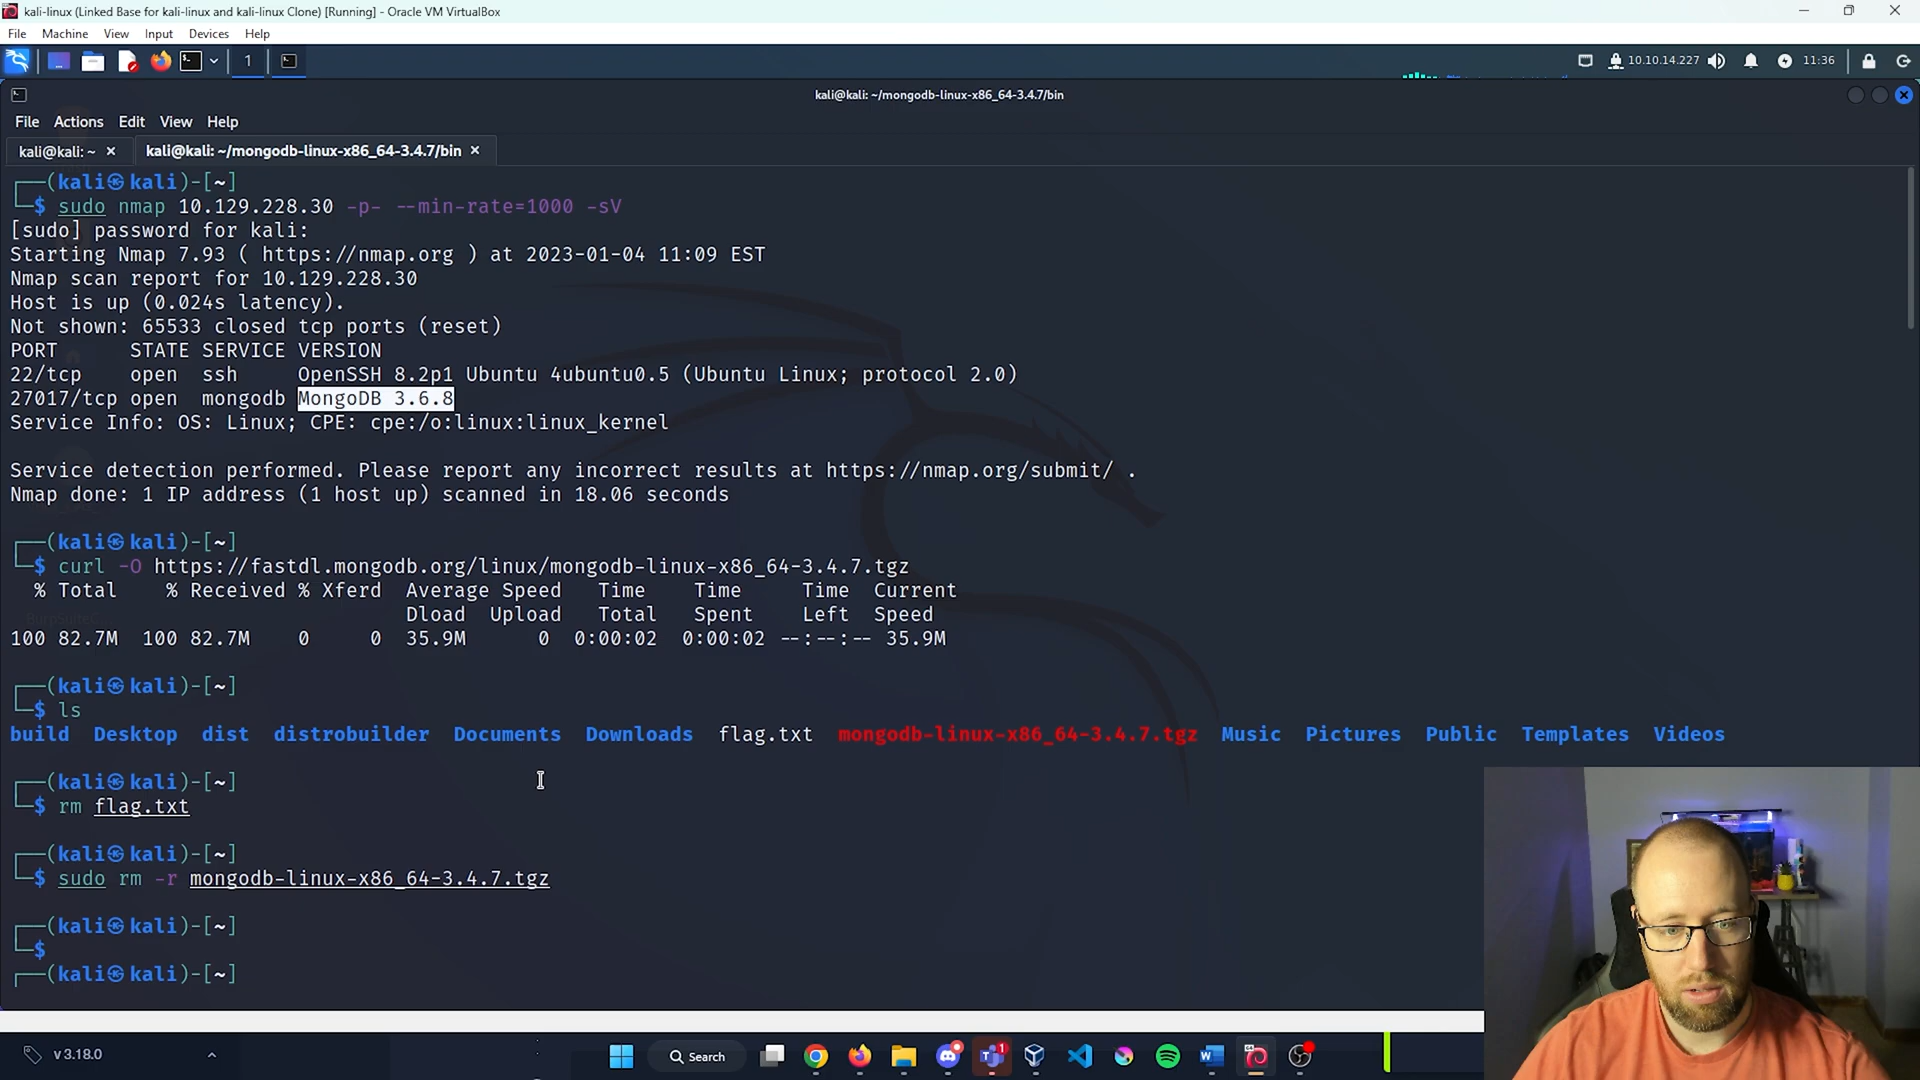 kali-linux (Linked Base for kali-linux and kali-linux Clone) [Running] - Oracle VM VirtualBox
File Machine View Input Devices Help
1 10.10.14.227 11:36
kali@kali: ~/mongodb-linux-x86_64-3.4.7/bin
File Actions Edit View Help
kali@kali: ~ × kali@kali: ~/mongodb-linux-x86_64-3.4.7/bin ×
┌──(kali㉿kali)-[~]
└─$ sudo nmap 10.129.228.30 -p- --min-rate=1000 -sV
[sudo] password for kali:
Starting Nmap 7.93 ( https://nmap.org ) at 2023-01-04 11:09 EST
Nmap scan report for 10.129.228.30
Host is up (0.024s latency).
Not shown: 65533 closed tcp ports (reset)
PORT STATE SERVICE VERSION
22/tcp open ssh OpenSSH 8.2p1 Ubuntu 4ubuntu0.5 (Ubuntu Linux; protocol 2.0)
27017/tcp open mongodb MongoDB 3.6.8
Service Info: OS: Linux; CPE: cpe:/o:linux:linux_kernel
Service detection performed. Please report any incorrect results at https://nmap.org/submit/ .
Nmap done: 1 IP address (1 host up) scanned in 18.06 seconds
┌──(kali㉿kali)-[~]
└─$ curl -O https://fastdl.mongodb.org/linux/mongodb-linux-x86_64-3.4.7.tgz
% Total % Received % Xferd Average Speed Time Time Time Current
Dload Upload Total Spent Left Speed
100 82.7M 100 82.7M 0 0 35.9M 0 0:00:02 0:00:02 --:--:-- 35.9M
┌──(kali㉿kali)-[~]
└─$ ls
build Desktop dist distrobuilder Documents Downloads flag.txt mongodb-linux-x86_64-3.4.7.tgz Music Pictures Public Templates Videos
┌──(kali㉿kali)-[~]
└─$ rm flag.txt
┌──(kali㉿kali)-[~]
└─$ sudo rm -r mongodb-linux-x86_64-3.4.7.tgz
┌──(kali㉿kali)-[~]
└─$
┌──(kali㉿kali)-[~]
v 3.18.0 Search 1